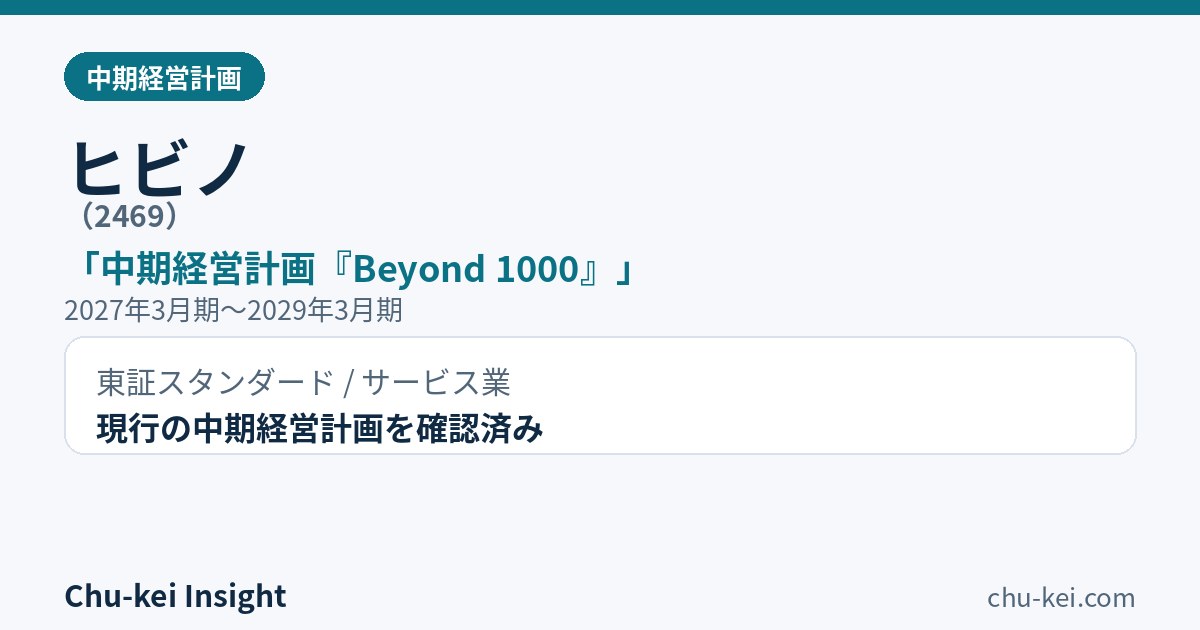 中期経営計画
ヒビノ
（2469）
「中期経営計画『Beyond 1000』」
2027年3月期〜2029年3月期
東証スタンダード / サービス業
現行の中期経営計画を確認済み
Chu-kei Insight
chu-kei.com